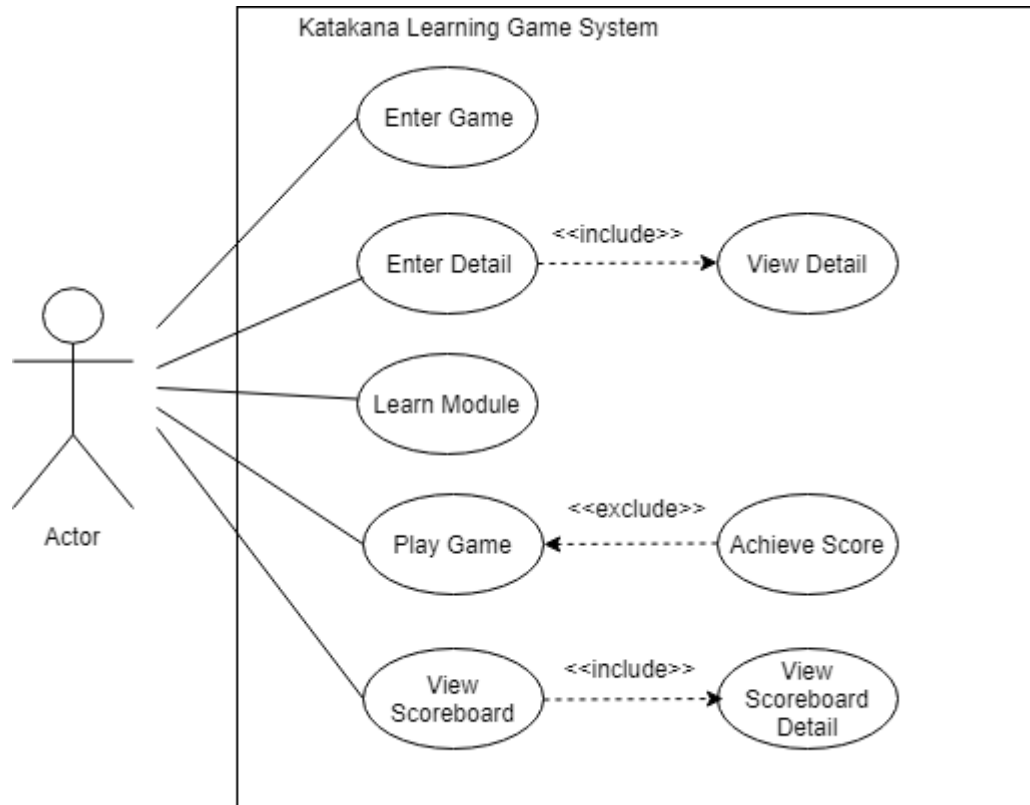 Katakana Learning Game System
Enter Game
Enter Detail
<<include>>
View Detail
Learn Module
Actor
Play Game
<<exclude>>
Achieve Score
View
Scoreboard
<<include>>
View
Scoreboard
Detail